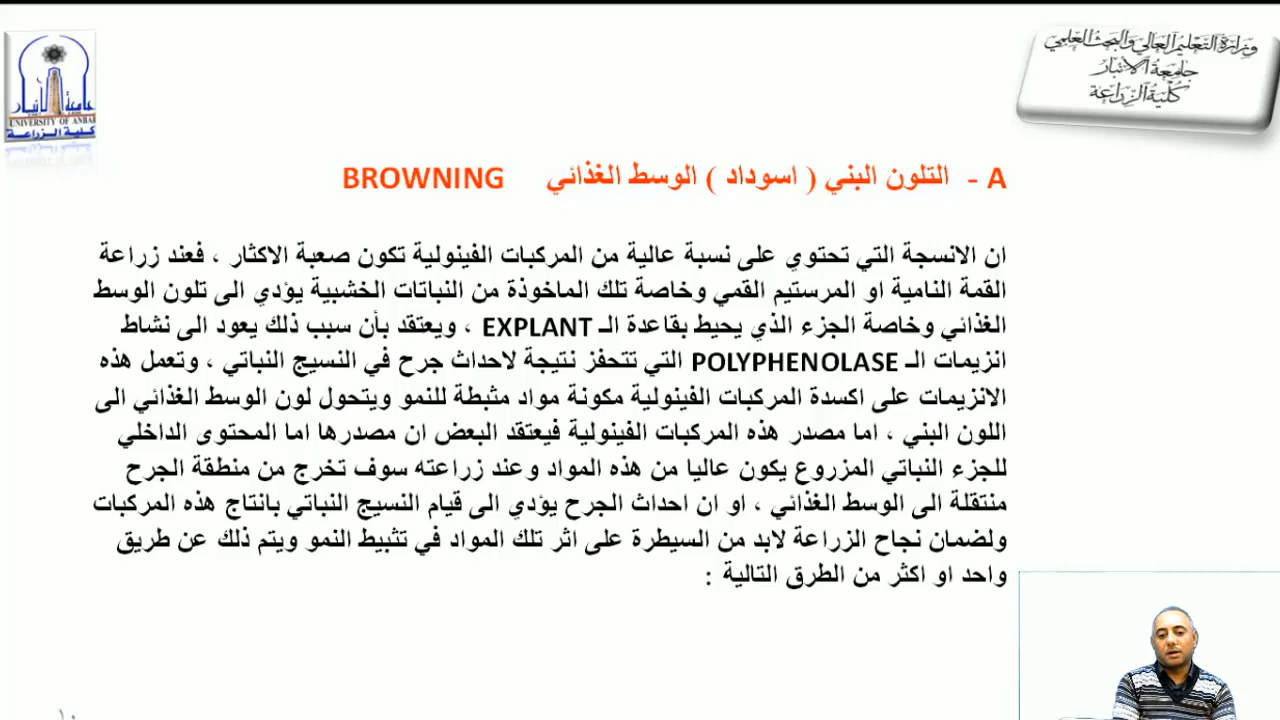 وزارة التعليم العالي والبحث العلمي
جامعة الانبار
كلية الزراعة
جامعة الانبار
UNIVERSITY OF ANBAR
كلية الزراعة
A - التلون البني ( اسوداد ) الوسط الغذائي BROWNING
ان الانسجة التي تحتوي على نسبة عالية من المركبات الفينولية تكون صعبة الاكثار ، فعند زراعة
القمة النامية او المرستيم القمي وخاصة تلك الماخوذة من النباتات الخشبية يؤدي الى تلون الوسط
الغذائي وخاصة الجزء الذي يحيط بقاعدة الـ EXPLANT ، ويعتقد بأن سبب ذلك يعود الى نشاط
انزيمات الـ POLYPHENOLASE التي تتحفز نتيجة لاحداث جرح في النسيج النباتي ، وتعمل هذه
الانزيمات على اكسدة المركبات الفينولية مكونة مواد مثبطة للنمو ويتحول لون الوسط الغذائي الى
اللون البني ، اما مصدر هذه المركبات الفينولية فيعتقد البعض ان مصدرها اما المحتوى الداخلي
للجزء النباتي المزروع يكون عاليا من هذه المواد وعند زراعته سوف تخرج من منطقة الجرح
منتقلة الى الوسط الغذائي ، او ان احداث الجرح يؤدي الى قيام النسيج النباتي بانتاج هذه المركبات
ولضمان نجاح الزراعة لابد من السيطرة على اثر تلك المواد في تثبيط النمو ويتم ذلك عن طريق
واحد او اكثر من الطرق التالية :
١٠